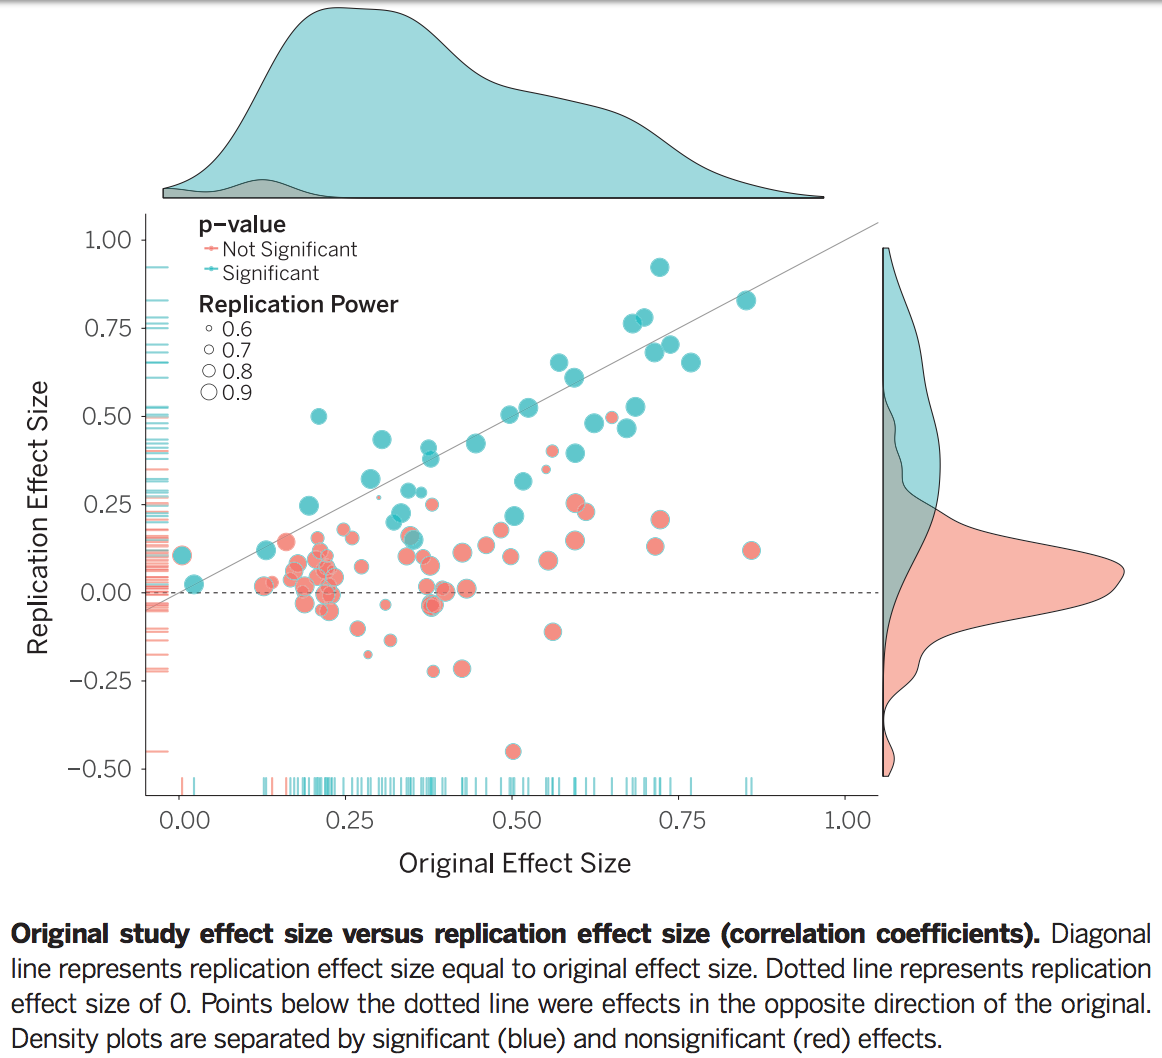 p−value
Not Significant
Significant
Replication Power
0.6
0.7
0.8
0.9
Replication Effect Size
1.00
0.75
0.50
0.25
0.00
−0.25
−0.50
0.00 0.25 0.50 0.75 1.00
Original Effect Size
Original study effect size versus replication effect size (correlation coefficients). Diagonal
line represents replication effect size equal to original effect size. Dotted line represents replication
effect size of 0. Points below the dotted line were effects in the opposite direction of the original.
Density plots are separated by significant (blue) and nonsignificant (red) effects.